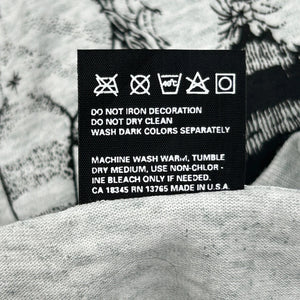 40℃
DO NOT IRON DECORATION
DO NOT DRY CLEAN
WASH DARK COLORS SEPARATELY
MACHINE WASH WARM, TUMBLE
DRY MEDIUM, USE NON-CHLOR-
INE BLEACH ONLY IF NEEDED.
CA 18345 RN 13765 MADE IN U.S.A.